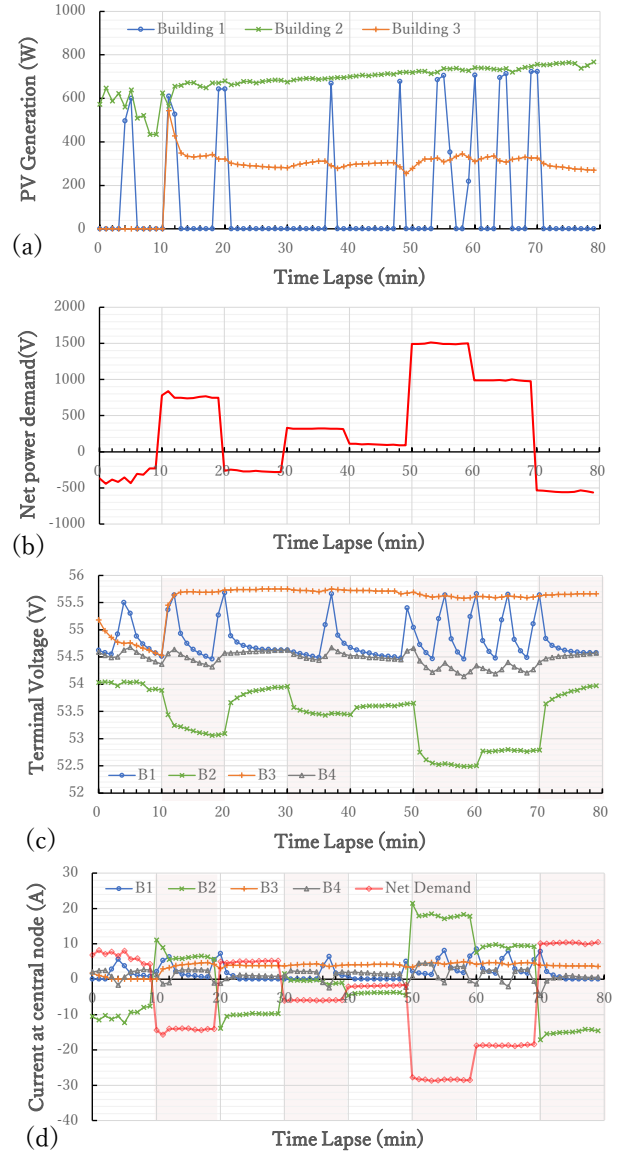 1000
800
600
400
200
0
PV Generation (W)
Building 1 Building 2 Building 3
0 10 20 30 40 50 60 70 80
Time Lapse (min)
(a)
2000
1500
1000
500
0
-500
-1000
Net power demand(V)
0 10 20 30 40 50 60 70 80
Time Lapse (min)
(b)
56
55.5
55
54.5
54
53.5
53
52.5
52
Terminal Voltage (V)
B1 B2 B3 B4
0 10 20 30 40 50 60 70 80
Time Lapse (min)
(c)
30
20
10
0
-10
-20
-30
-40
Current at central node (A)
B1 B2 B3 B4 Net Demand
0 10 20 30 40 50 60 70 80
Time Lapse (min)
(d)